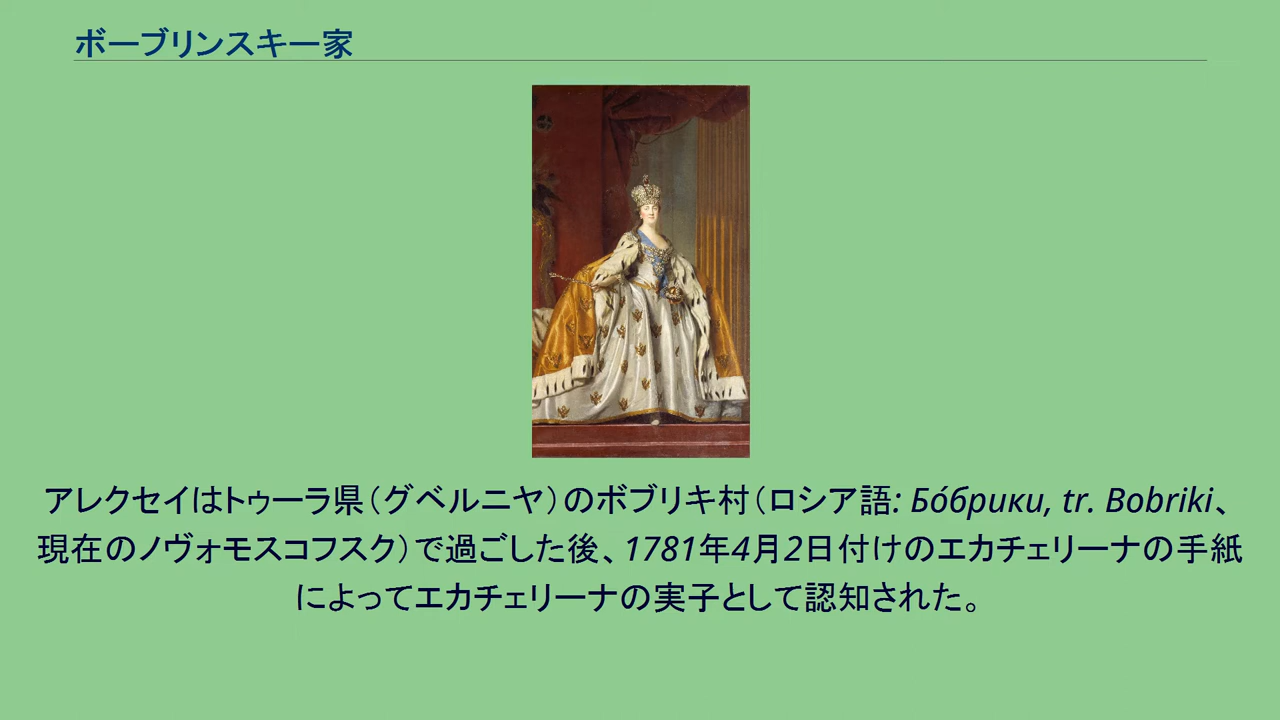 ボーブリンスキー家
アレクセイはトゥーラ県（グベルニヤ）のボブリキ村（ロシア語: Бо́брики, tr. Bobriki、
現在のノヴォモスコフスク）で過ごした後、1781年4月2日付けのエカチェリーナの手紙
によってエカチェリーナの実子として認知された。